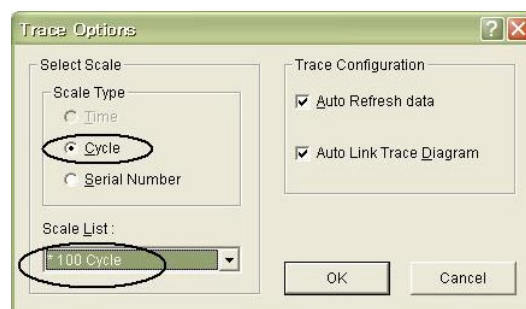 Trace Options
Select Scale
Scale Type
Time
Cycle
Serial Number
Scale List :
* 100 Cycle
Trace Configuration
Auto Refresh data
Auto Link Trace Diagram
OK
Cancel